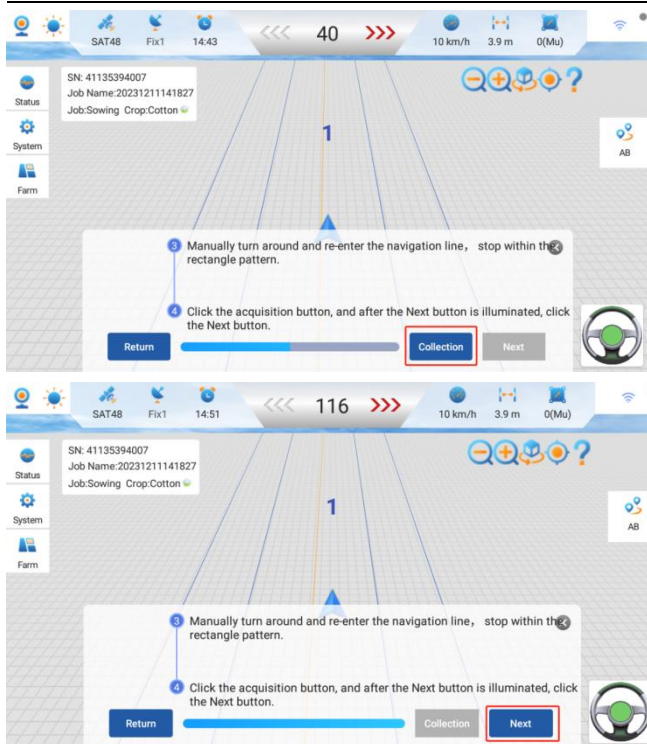 SAT48 Fix1 14:43 40 10 km/h 3.9 m 0(Mu)
SN: 41135394007
Job Name:20231211141827
Job:Sowing Crop:Cotton
Status
System
Farm
?
AB
1
3 Manually turn around and re-enter the navigation line， stop within the
rectangle pattern.
4 Click the acquisition button, and after the Next button is illuminated, click
the Next button.
Return Collection Next
SAT48 Fix1 14:51 116 10 km/h 3.9 m 0(Mu)
SN: 41135394007
Job Name:20231211141827
Job:Sowing Crop:Cotton
Status
System
Farm
?
AB
1
3 Manually turn around and re-enter the navigation line， stop within the
rectangle pattern.
4 Click the acquisition button, and after the Next button is illuminated, click
the Next button.
Return Collection Next